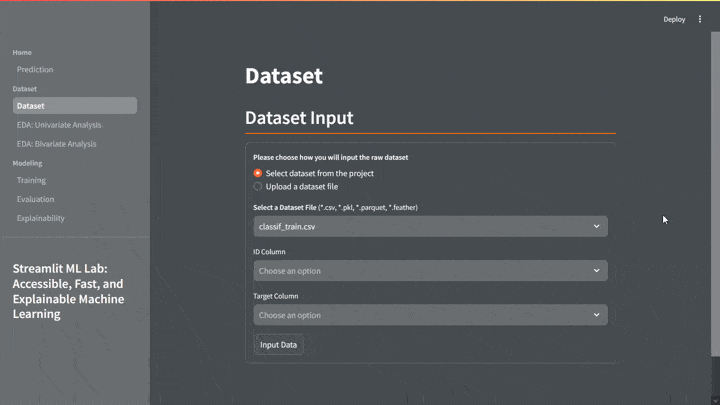 Deploy
Home
Prediction
Dataset
Dataset
EDA: Univariate Analysis
EDA: Bivariate Analysis
Modeling
Training
Evaluation
Explainability
Streamlit ML Lab:
Accessible, Fast, and
Explainable Machine
Learning
Dataset
Dataset Input
Please choose how you will input the raw dataset
Select dataset from the project
Upload a dataset file
Select a Dataset File (*.csv, *.pkl, *.parquet, *.feather)
classif_train.csv
ID Column
Choose an option
Target Column
Choose an option
Input Data